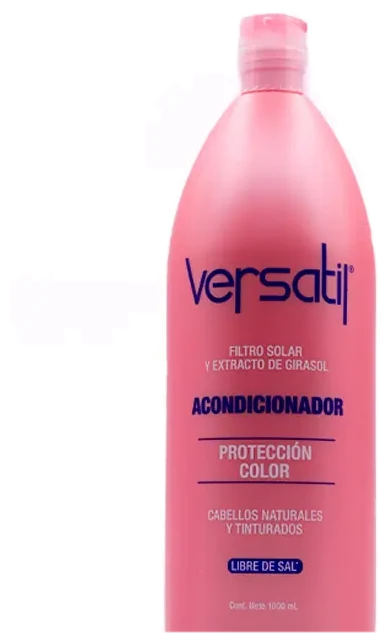 Versatil®
FILTRO SOLAR
Y EXTRACTO DE GIRASOL
ACONDICIONADOR
PROTECCIÓN
COLOR
CABELLOS NATURALES
Y TINTURADOS
LIBRE DE SAL*
Cont. Neto 1000 mL